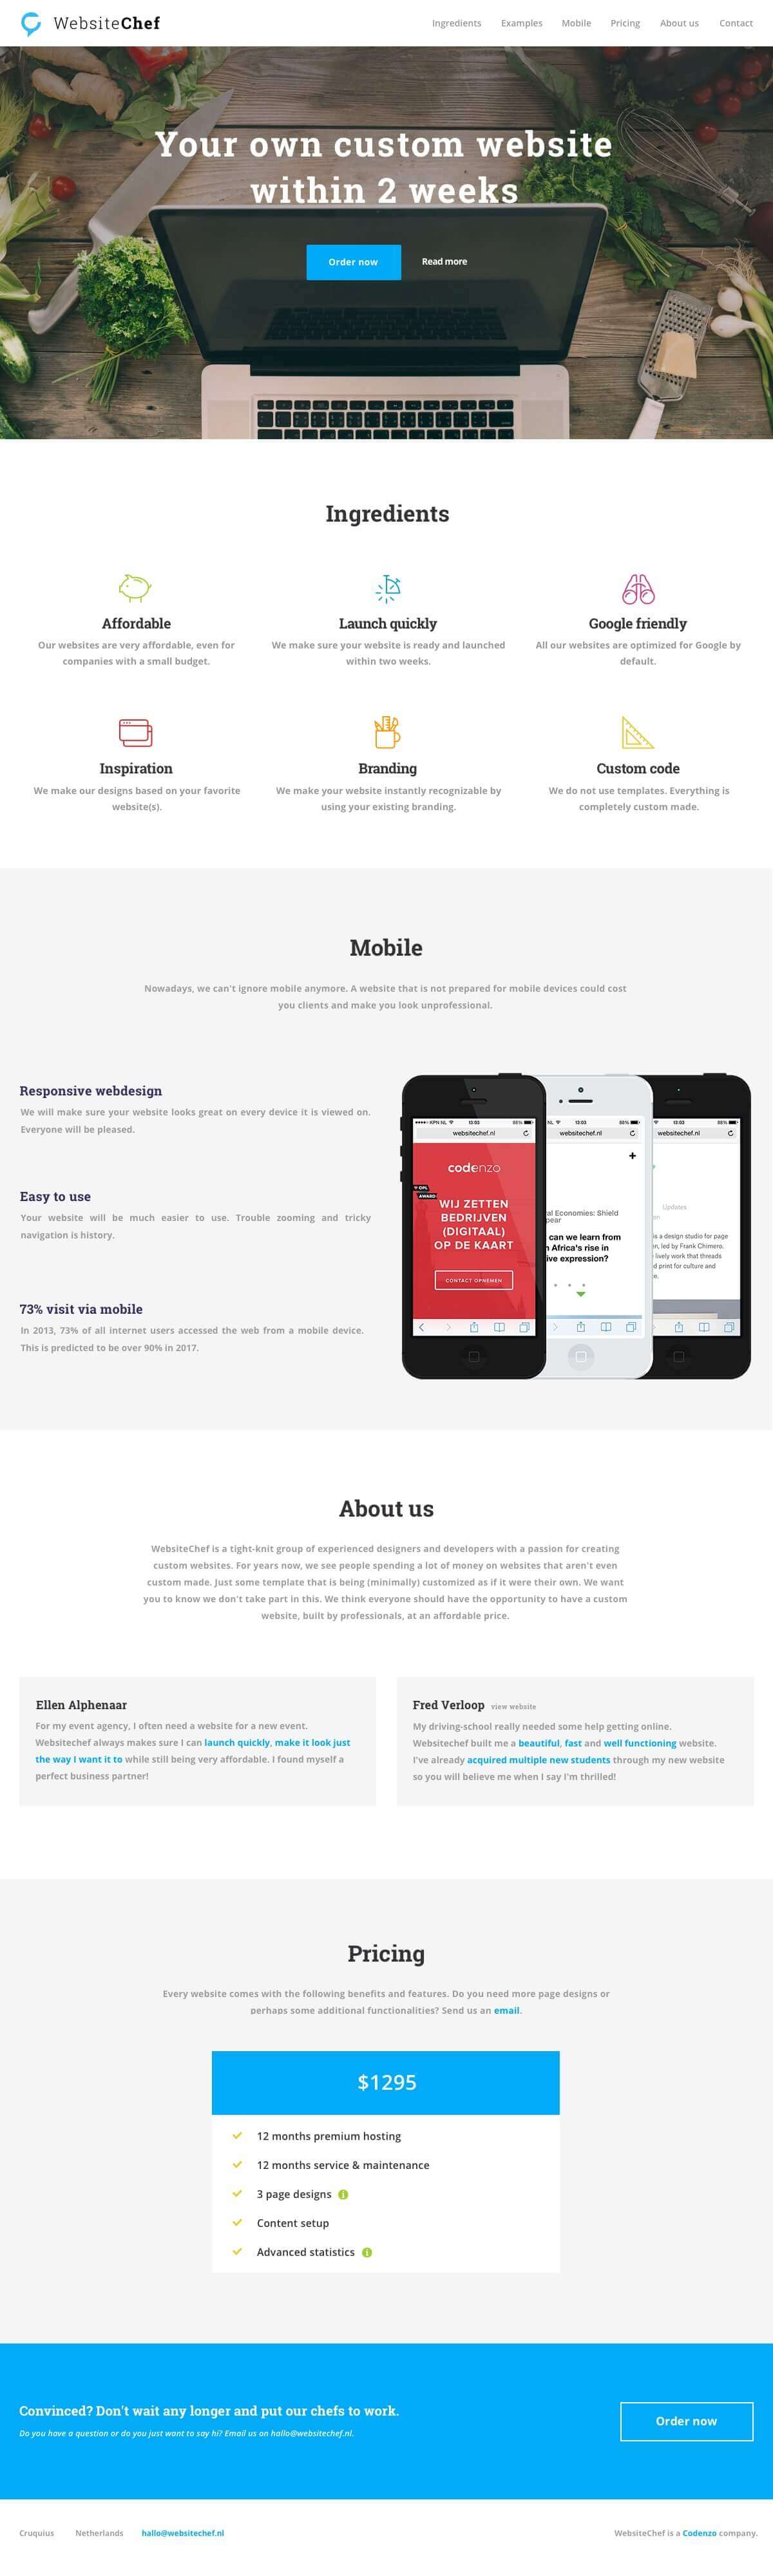 WebsiteChef
Ingredients Examples Mobile Pricing About us Contact
Your own custom website
within 2 weeks
Order now
Read more
Ingredients
Affordable
Our websites are very affordable, even for
companies with a small budget.
Launch quickly
We make sure your website is ready and launched
within two weeks.
Google friendly
All our websites are optimized for Google by
default.
Inspiration
We make our designs based on your favorite
website(s).
Branding
We make your website instantly recognizable by
using your existing branding.
Custom code
We do not use templates. Everything is
completely custom made.
Mobile
Nowadays, we can't ignore mobile anymore. A website that is not prepared for mobile devices could cost
you clients and make you look unprofessional.
Responsive webdesign
We will make sure your website looks great on every device it is viewed on.
Everyone will be pleased.
Easy to use
Your website will be much easier to use. Trouble zooming and tricky
navigation is history.
73% visit via mobile
In 2013, 73% of all internet users accessed the web from a mobile device.
This is predicted to be over 90% in 2017.
KPN NL 13:03 88%
websitechef.nl
codenzo
OPL
AWARD
WIJ ZETTEN
BEDRIJVEN
(DIGITAAL)
OP DE KAART
CONTACT OPNEMEN
NL 13:03 88%
websitechef.nl
al Economies: Shield
pear
can we learn from
n Africa's rise in
ive expression?
13:03 88%
websitechef.nl
Updates
is a design studio for page
en, led by Frank Chimero.
lively work that threads
d print for culture and
e.
About us
WebsiteChef is a tight-knit group of experienced designers and developers with a passion for creating
custom websites. For years now, we see people spending a lot of money on websites that aren't even
custom made. Just some template that is being (minimally) customized as if it were their own. We want
you to know we don't take part in this. We think everyone should have the opportunity to have a custom
website, built by professionals, at an affordable price.
Ellen Alphenaar
For my event agency, I often need a website for a new event.
Websitechef always makes sure I can launch quickly, make it look just
the way I want it to while still being very affordable. I found myself a
perfect business partner!
Fred Verloop view website
My driving-school really needed some help getting online.
Websitechef built me a beautiful, fast and well functioning website.
I've already acquired multiple new students through my new website
so you will believe me when I say I'm thrilled!
Pricing
Every website comes with the following benefits and features. Do you need more page designs or
perhaps some additional functionalities? Send us an email.
$1295
12 months premium hosting
12 months service & maintenance
3 page designs
Content setup
Advanced statistics
Convinced? Don't wait any longer and put our chefs to work.
Do you have a question or do you just want to say hi? Email us on hallo@websitechef.nl.
Order now
Cruquius Netherlands hallo@websitechef.nl
WebsiteChef is a Codenzo company.